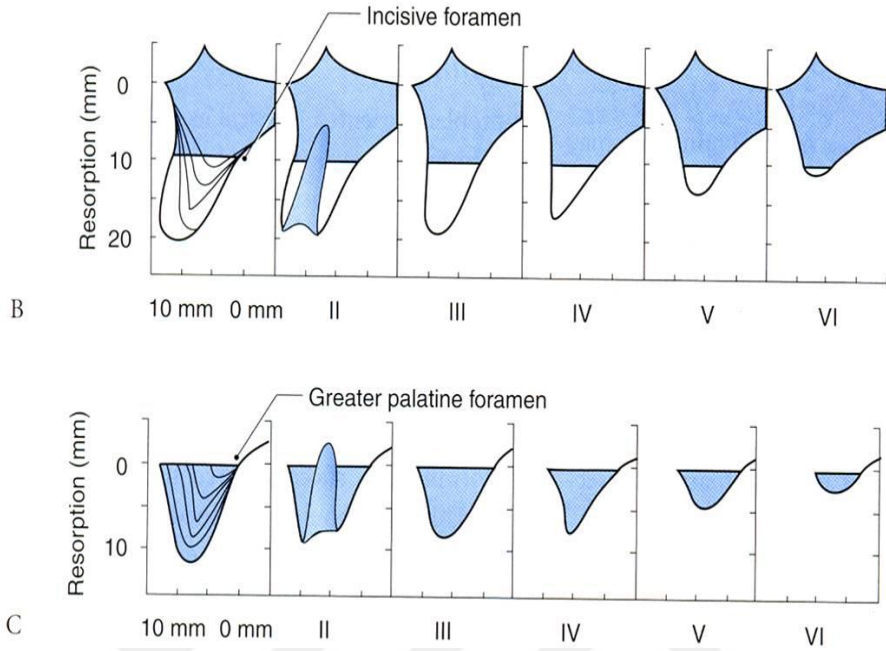 Incisive foramen
Resorption (mm)
0
10
20
B
10 mm 0 mm II III IV V VI
Greater palatine foramen
Resorption (mm)
0
10
C
10 mm 0 mm II III IV V VI